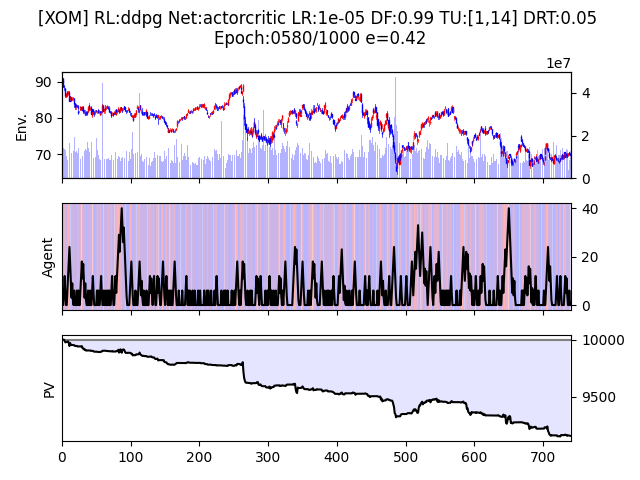 [XOM] RL:ddpg Net:actorcritic LR:1e-05 DF:0.99 TU:[1,14] DRT:0.05
Epoch:0580/1000 e=0.42
1e7
90
80
70
Env.
4
2
0
Agent
40
20
0
PV
10000
9500
0 100 200 300 400 500 600 700